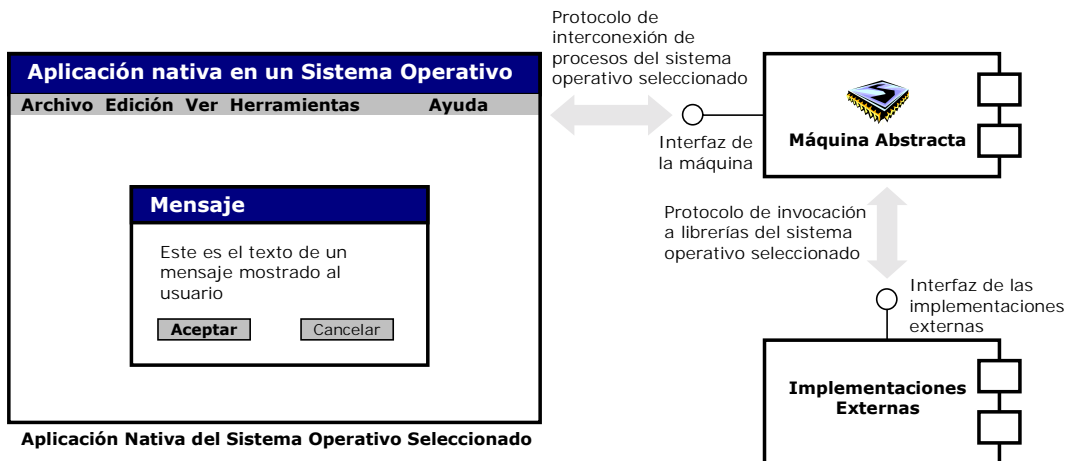 Aplicación nativa en un Sistema Operativo
Archivo Edición Ver Herramientas Ayuda
Mensaje
Este es el texto de un
mensaje mostrado al
usuario
Aceptar
Cancelar
Aplicación Nativa del Sistema Operativo Seleccionado
Protocolo de
interconexión de
procesos del sistema
operativo seleccionado
Interfaz de
la máquina
Máquina Abstracta
Protocolo de invocación
a librerías del sistema
operativo seleccionado
Interfaz de las
implementaciones
externas
Implementaciones
Externas